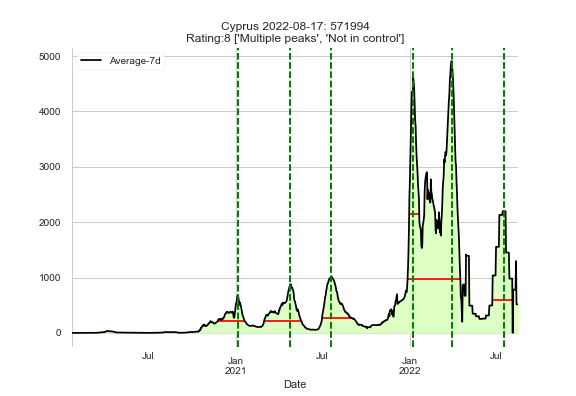 Cyprus 2022-08-17: 571994
Rating:8 ['Multiple peaks', 'Not in control']
Average-7d
5000
4000
3000
2000
1000
0
Jul
Jan
2021
Jul
Jan
2022
Jul
Date